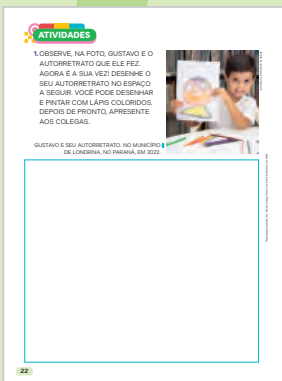 ATIVIDADES
1. OBSERVE, NA FOTO, GUSTAVO E O
AUTORRETRATO QUE ELE FEZ.
AGORA É A SUA VEZ! DESENHE O
SEU AUTORRETRATO NO ESPAÇO
A SEGUIR. VOCÊ PODE DESENHAR
E PINTAR COM LÁPIS COLORIDOS.
DEPOIS DE PRONTO, APRESENTE
AOS COLEGAS.
GUSTAVO E SEU AUTORRETRATO. NO MUNICÍPIO
DE LONDRINA, NO PARANÁ, EM 2022.
22